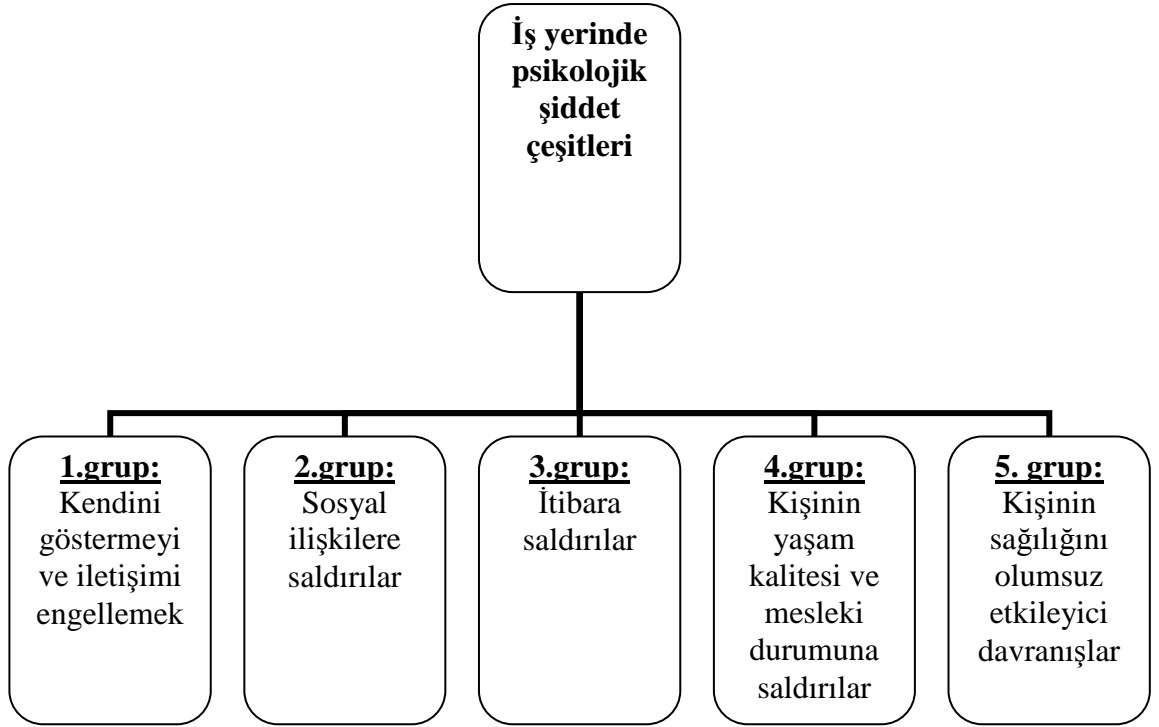 İş yerinde
psikolojik
şiddet
çeşitleri
1.grup:
Kendini
göstermeyi
ve iletişimi
engellemek
2.grup:
Sosyal
ilişkilere
saldırılar
3.grup:
İtibara
saldırılar
4.grup:
Kişinin
yaşam
kalitesi ve
mesleki
durumuna
saldırılar
5. grup:
Kişinin
sağılığını
olumsuz
etkileyici
davranışlar